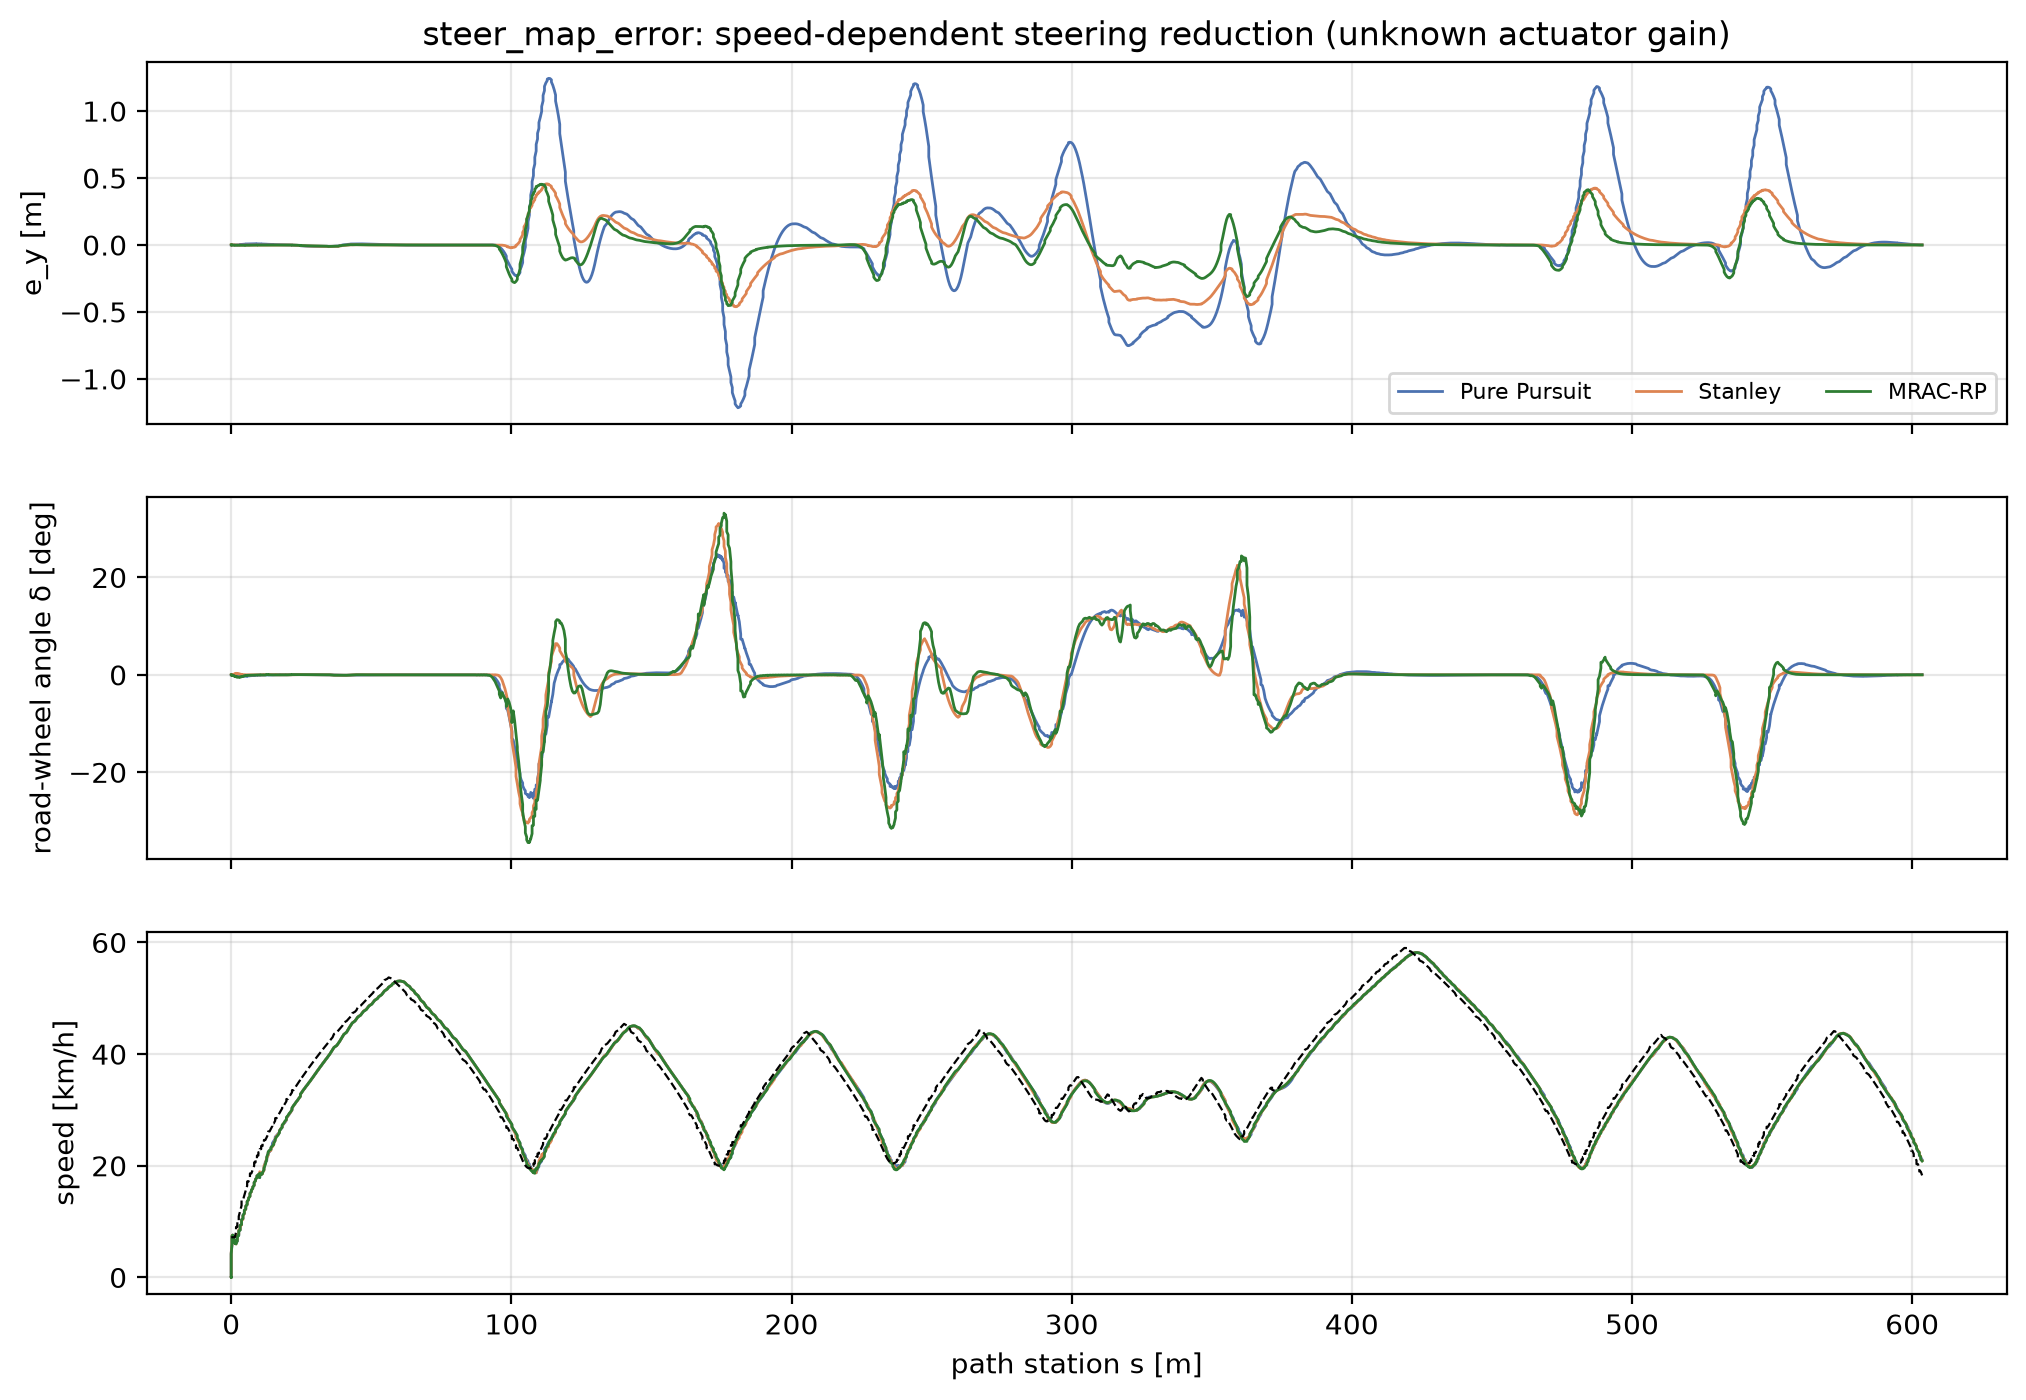 steer_map_error: speed-dependent steering reduction (unknown actuator gain)
e_y [m]
1.0
0.5
0.0
−0.5
−1.0
Pure Pursuit Stanley MRAC-RP
road-wheel angle δ [deg]
20
0
−20
speed [km/h]
60
40
20
0
0 100 200 300 400 500 600
path station s [m]